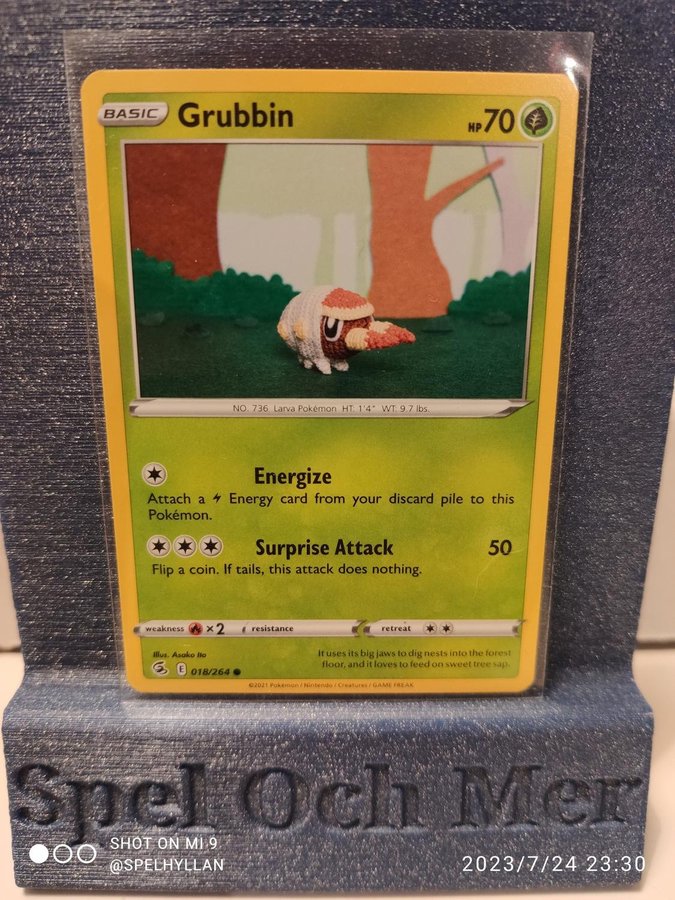 BASIC Grubbin HP 70
NO. 736 Larva Pokémon HT: 1'4" WT: 9.7 lbs.
Energize
Attach a Energy card from your discard pile to this
Pokémon.
Surprise Attack 50
Flip a coin. If tails, this attack does nothing.
weakness ×2 resistance retreat
Illus. Asako Ito
It uses its big jaws to dig nests into the forest
floor, and it loves to feed on sweet tree sap.
E 018/264
©2021 Pokémon / Nintendo / Creatures / GAME FREAK
Spel Och Mer
SHOT ON MI 9
@SPELHYLLAN
2023/7/24 23:30